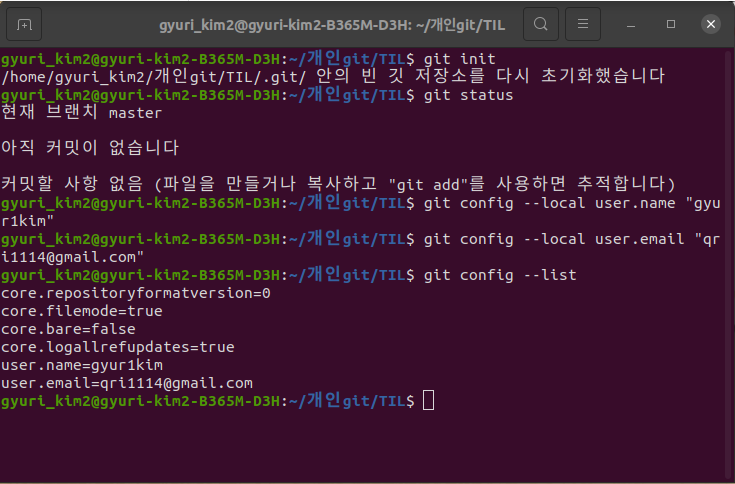 gyuri_kim2@gyuri-kim2-B365M-D3H: ~/개인git/TIL
gyuri_kim2@gyuri-kim2-B365M-D3H:~/개인git/TIL$ git init
/home/gyuri_kim2/개인git/TIL/.git/ 안의 빈 깃 저장소를 다시 초기화했습니다
gyuri_kim2@gyuri-kim2-B365M-D3H:~/개인git/TIL$ git status
현재 브랜치 master
아직 커밋이 없습니다
커밋할 사항 없음 (파일을 만들거나 복사하고 "git add"를 사용하면 추적합니다)
gyuri_kim2@gyuri-kim2-B365M-D3H:~/개인git/TIL$ git config --local user.name "gyu
r1kim"
gyuri_kim2@gyuri-kim2-B365M-D3H:~/개인git/TIL$ git config --local user.email "qr
i1114@gmail.com"
gyuri_kim2@gyuri-kim2-B365M-D3H:~/개인git/TIL$ git config --list
core.repositoryformatversion=0
core.filemode=true
core.bare=false
core.logallrefupdates=true
user.name=gyur1kim
user.email=qri1114@gmail.com
gyuri_kim2@gyuri-kim2-B365M-D3H:~/개인git/TIL$